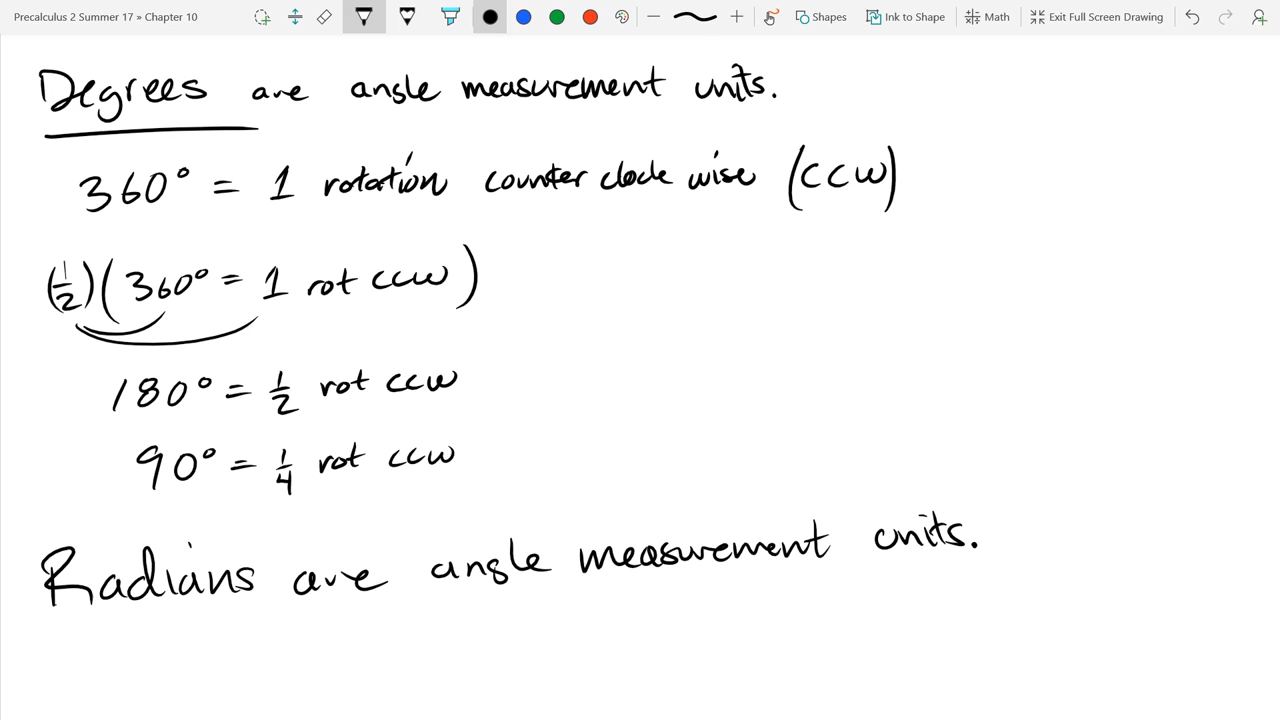 Precalculus 2 Summer 17 » Chapter 10 Shapes Ink to Shape Math Exit Full Screen Drawing
Degrees are angle measurement units.
360° = 1 rotation counter clock wise (CCW)
(1/2)(360° = 1 rot CCW)
180° = 1/2 rot CCW
90° = 1/4 rot CCW
Radians are angle measurement units.